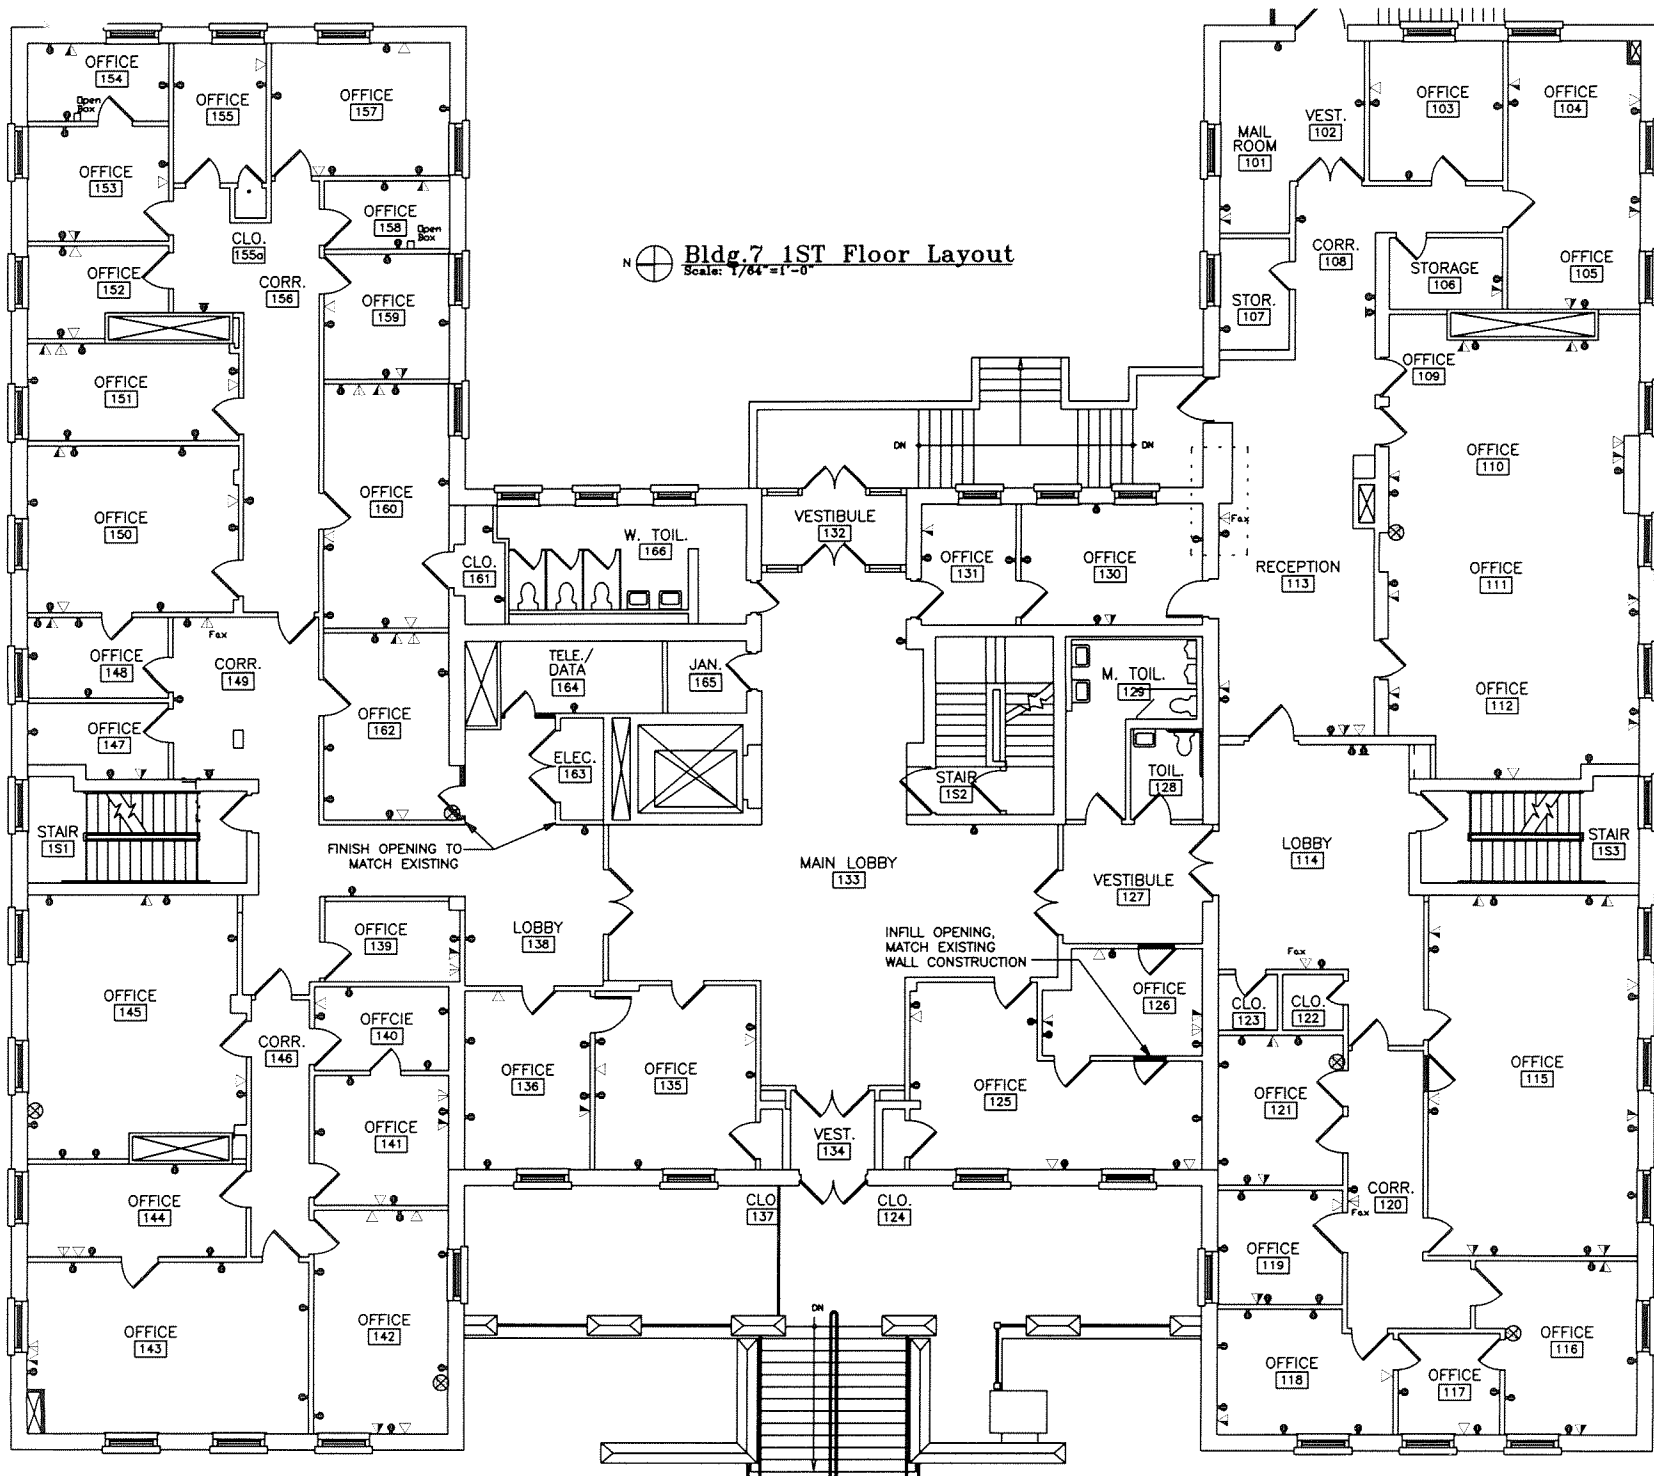 Bldg.7 1ST Floor Layout
Scale: 1/64"=1'-0"
N
OFFICE
154
Open
Box
OFFICE
155
OFFICE
157
OFFICE
153
OFFICE
158
Open
Box
CLO.
155a
OFFICE
152
CORR.
156
OFFICE
159
OFFICE
151
OFFICE
150
OFFICE
160
CLO.
161
W. TOIL.
166
VESTIBULE
132
DN
DN
OFFICE
131
OFFICE
130
Fax
MAIL
ROOM
101
VEST.
102
OFFICE
103
OFFICE
104
CORR.
108
STORAGE
106
OFFICE
105
STOR.
107
OFFICE
109
OFFICE
110
RECEPTION
113
OFFICE
111
OFFICE
112
OFFICE
148
Fax
CORR.
149
OFFICE
147
OFFICE
162
TELE./
DATA
164
JAN.
165
ELEC.
163
STAIR
1S2
M. TOIL.
129
TOIL.
128
STAIR
1S1
FINISH OPENING TO
MATCH EXISTING
MAIN LOBBY
133
VESTIBULE
127
LOBBY
114
STAIR
1S3
OFFICE
139
LOBBY
138
INFILL OPENING,
MATCH EXISTING
WALL CONSTRUCTION
Fax
OFFICE
145
OFFCIE
140
CORR.
146
OFFICE
126
CLO.
123
CLO.
122
OFFICE
136
OFFICE
135
OFFICE
125
OFFICE
115
OFFICE
141
VEST.
134
OFFICE
121
OFFICE
144
CLO
137
CLO.
124
CORR.
120
Fax
OFFICE
119
OFFICE
143
OFFICE
142
DN
OFFICE
118
OFFICE
117
OFFICE
116